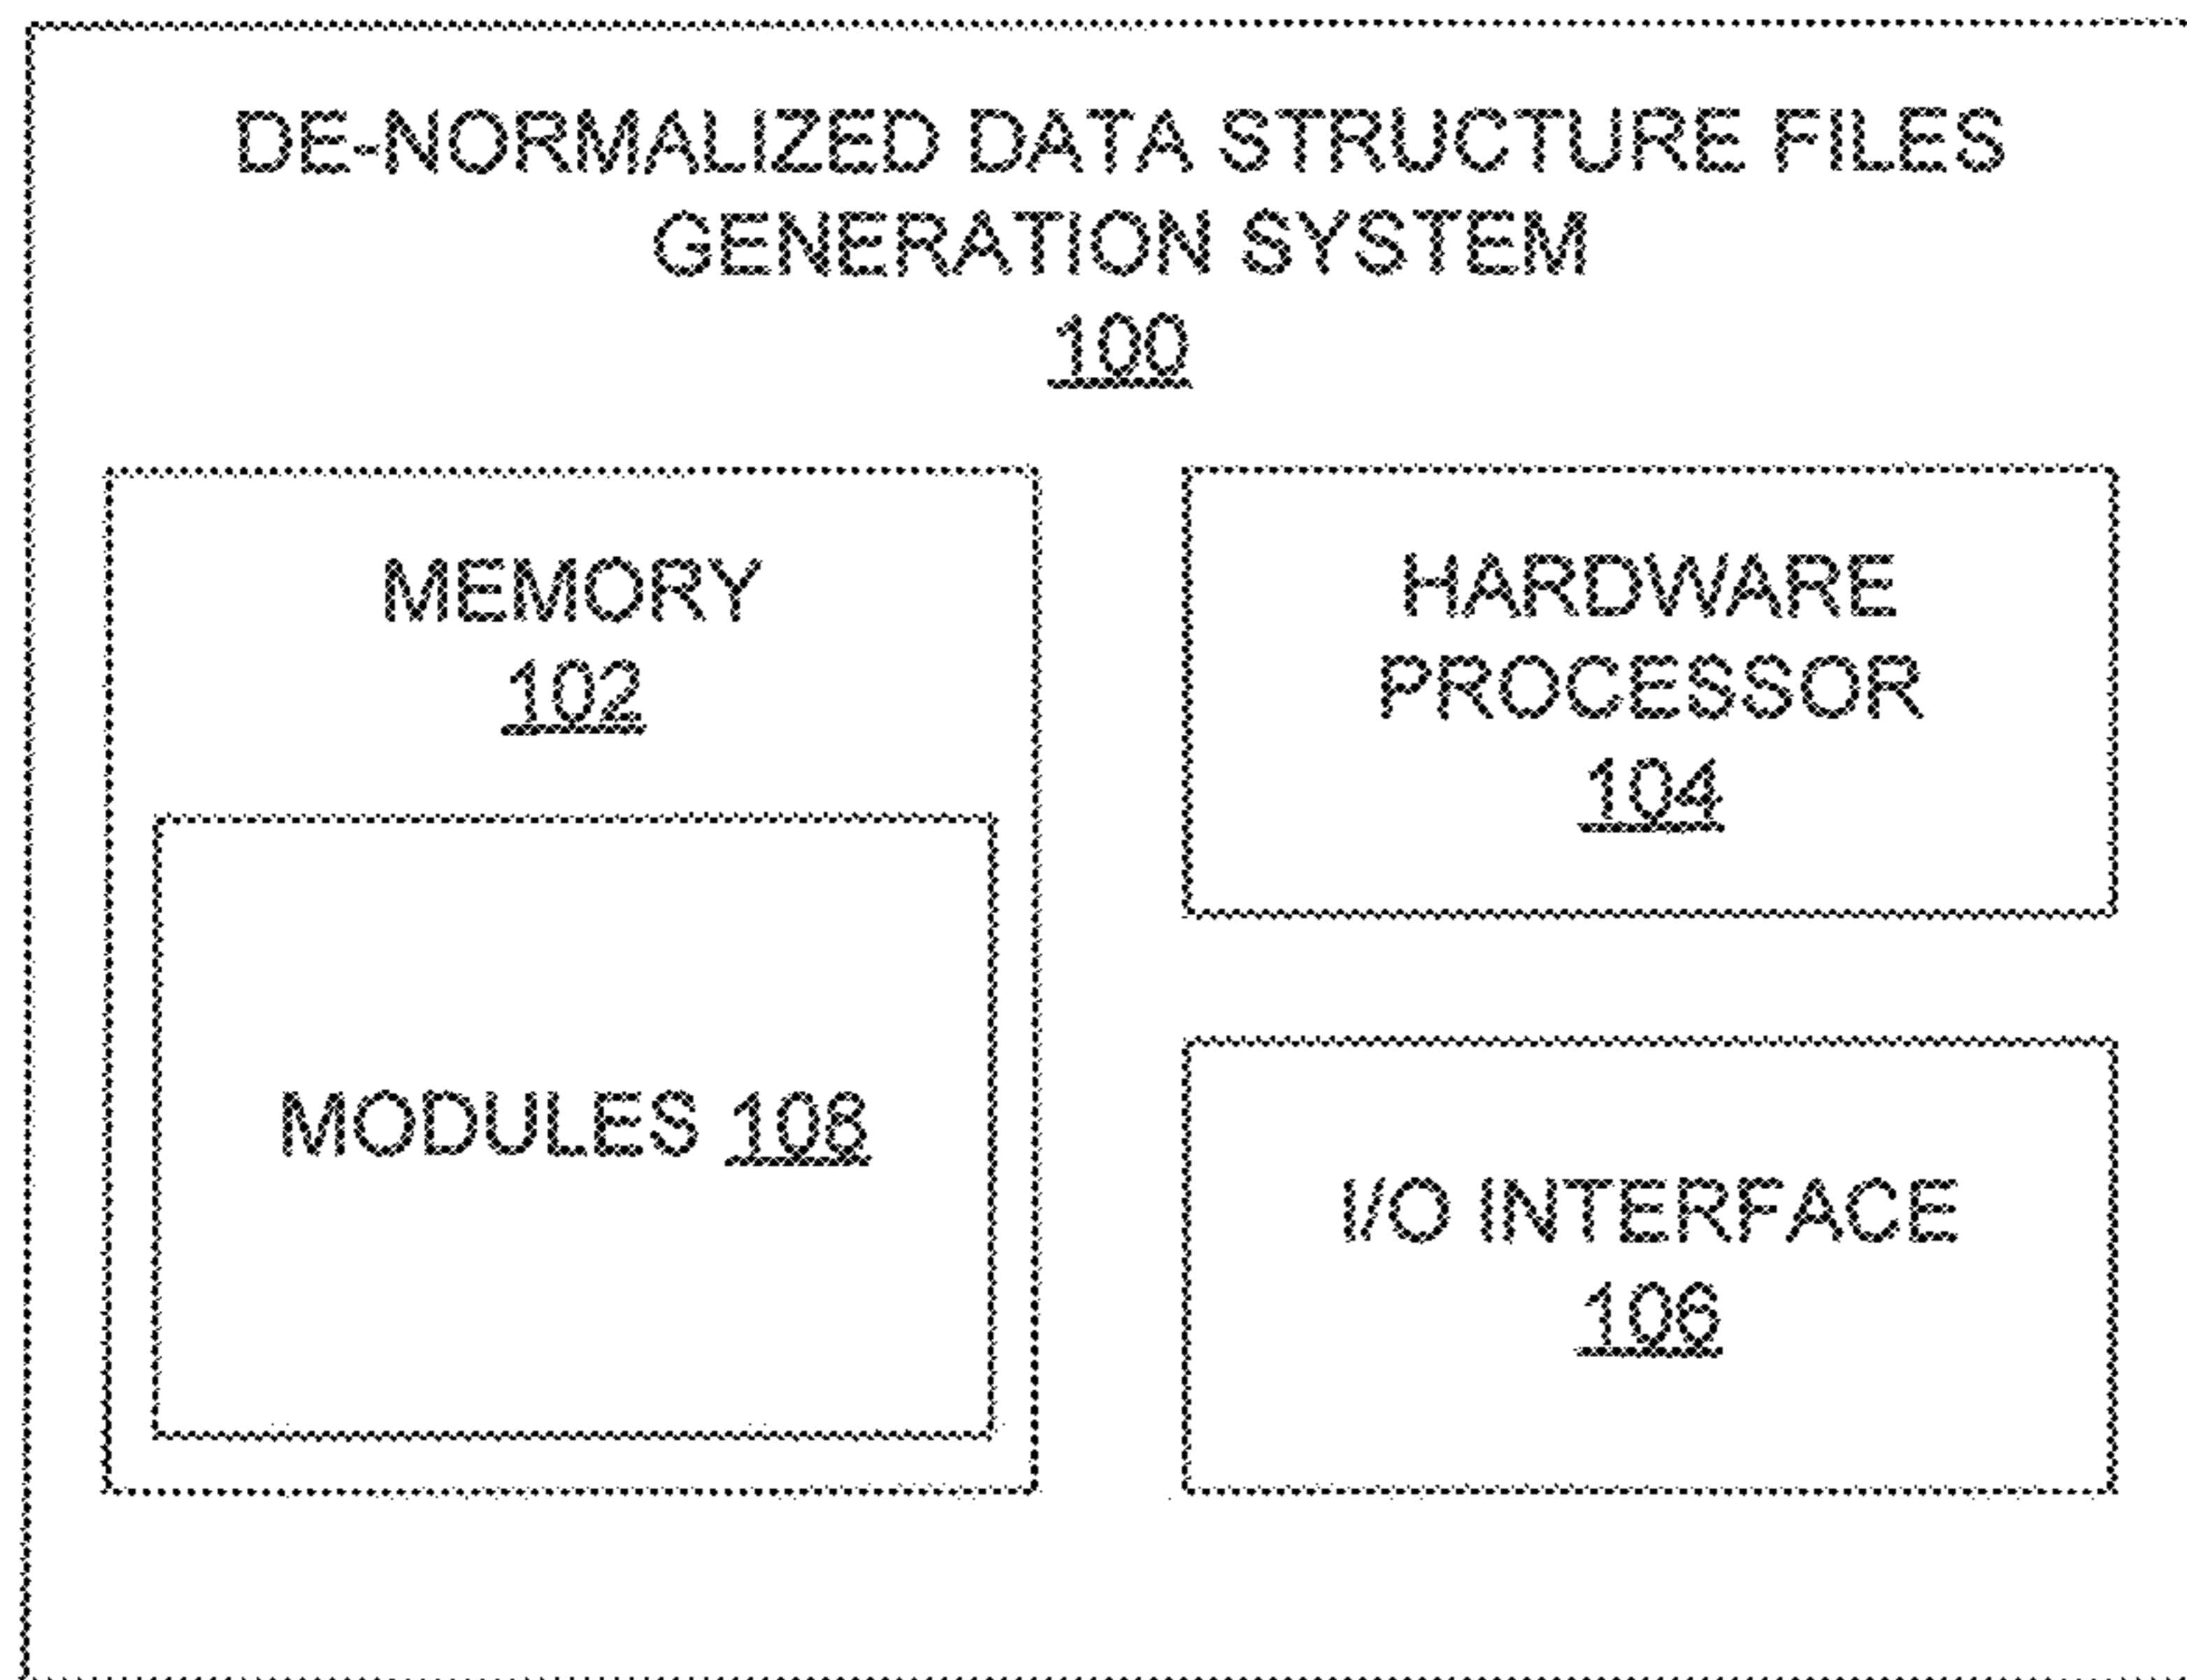 DE-NORMALIZED DATA STRUCTURE FILES
GENERATION SYSTEM
100
MEMORY
102
MODULES 108
HARDWARE
PROCESSOR
104
I/O INTERFACE
106